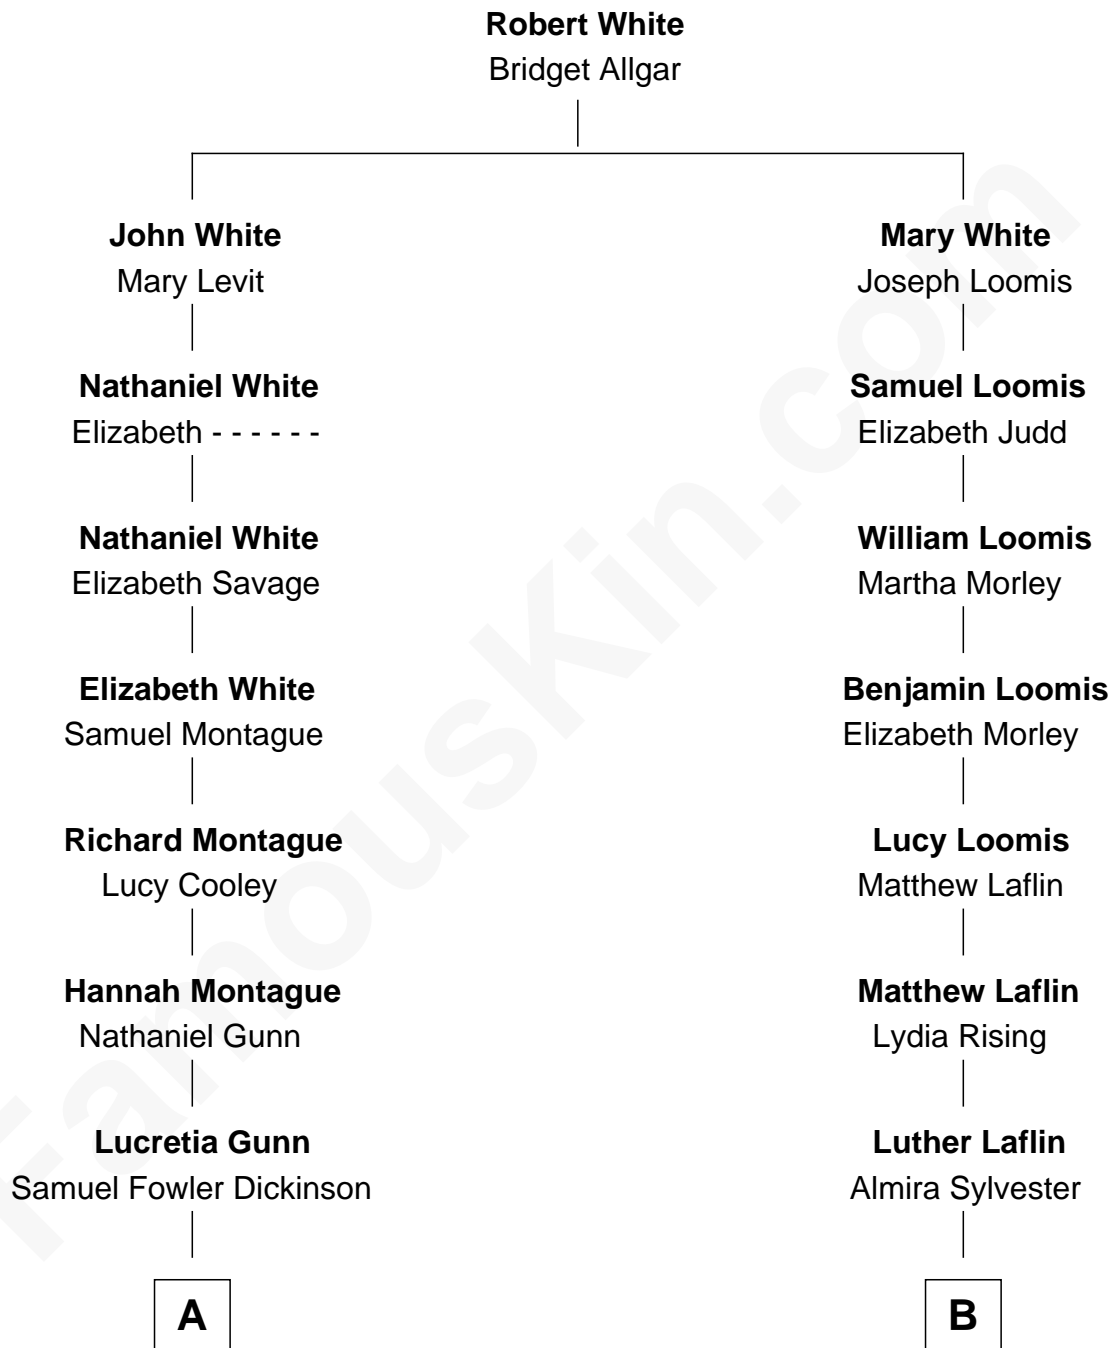 Robert White
Bridget Allgar
John White
Mary Levit
Mary White
Joseph Loomis
Nathaniel White
Elizabeth - - - - - -
Samuel Loomis
Elizabeth Judd
Nathaniel White
Elizabeth Savage
William Loomis
Martha Morley
Elizabeth White
Samuel Montague
Benjamin Loomis
Elizabeth Morley
Richard Montague
Lucy Cooley
Lucy Loomis
Matthew Laflin
Hannah Montague
Nathaniel Gunn
Matthew Laflin
Lydia Rising
Lucretia Gunn
Samuel Fowler Dickinson
Luther Laflin
Almira Sylvester
A
B
FamousKin.com